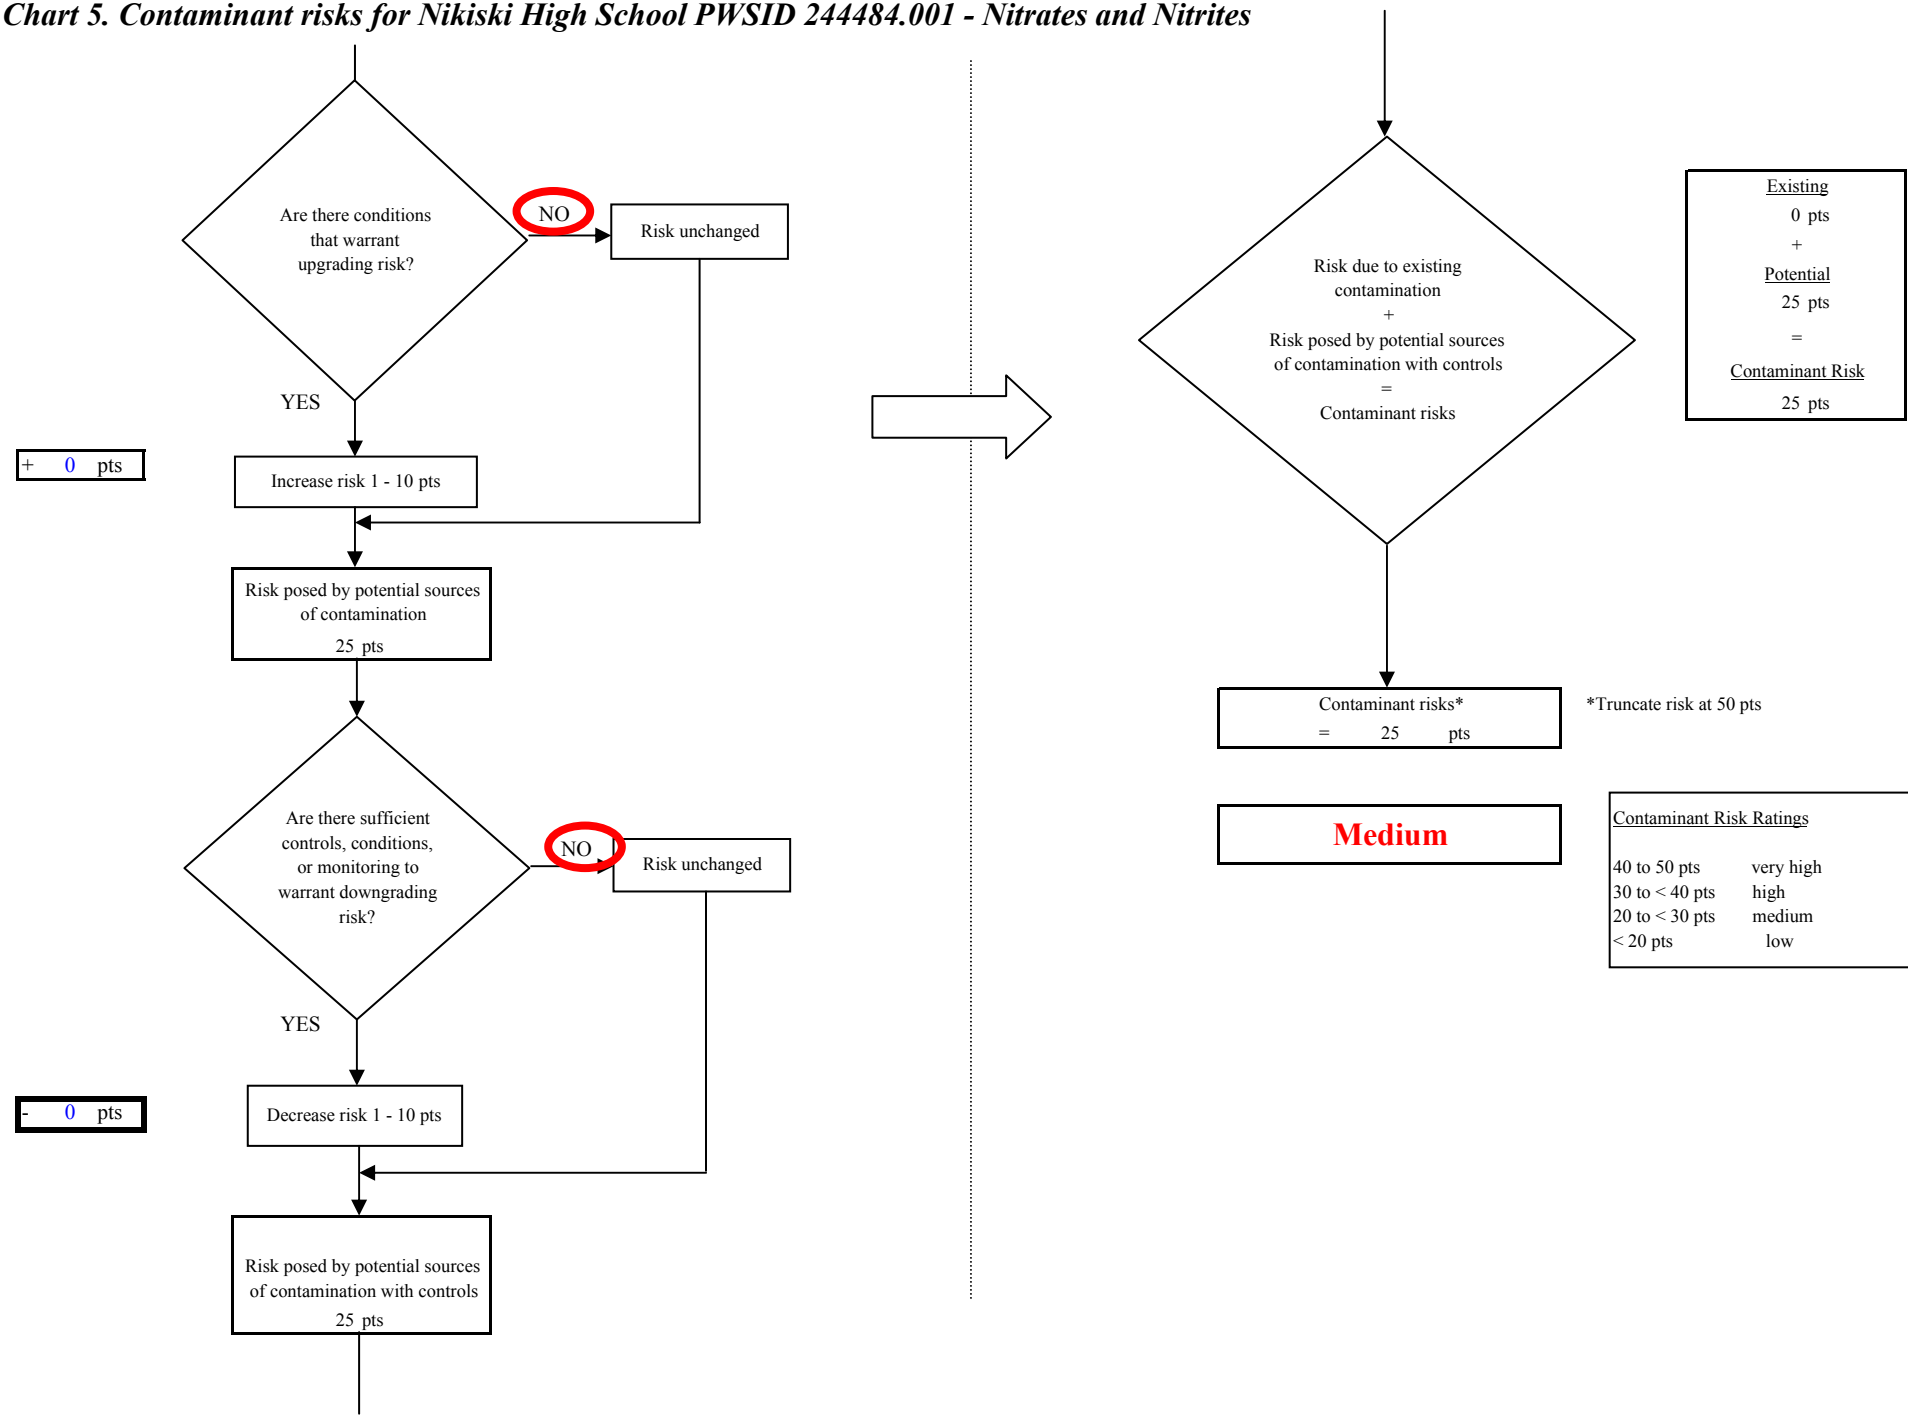 Chart 5. Contaminant risks for Nikiski High School PWSID 244484.001 - Nitrates and Nitrites
Are there conditions
that warrant
upgrading risk?
NO
Risk unchanged
YES
+ 0 pts
Increase risk 1 - 10 pts
Risk posed by potential sources
of contamination
25 pts
Are there sufficient
controls, conditions,
or monitoring to
warrant downgrading
risk?
NO
Risk unchanged
YES
- 0 pts
Decrease risk 1 - 10 pts
Risk posed by potential sources
of contamination with controls
25 pts
Risk due to existing
contamination
+
Risk posed by potential sources
of contamination with controls
=
Contaminant risks
Existing
0 pts
+
Potential
25 pts
=
Contaminant Risk
25 pts
Contaminant risks*
= 25 pts
*Truncate risk at 50 pts
Medium
Contaminant Risk Ratings
40 to 50 pts very high
30 to < 40 pts high
20 to < 30 pts medium
< 20 pts low